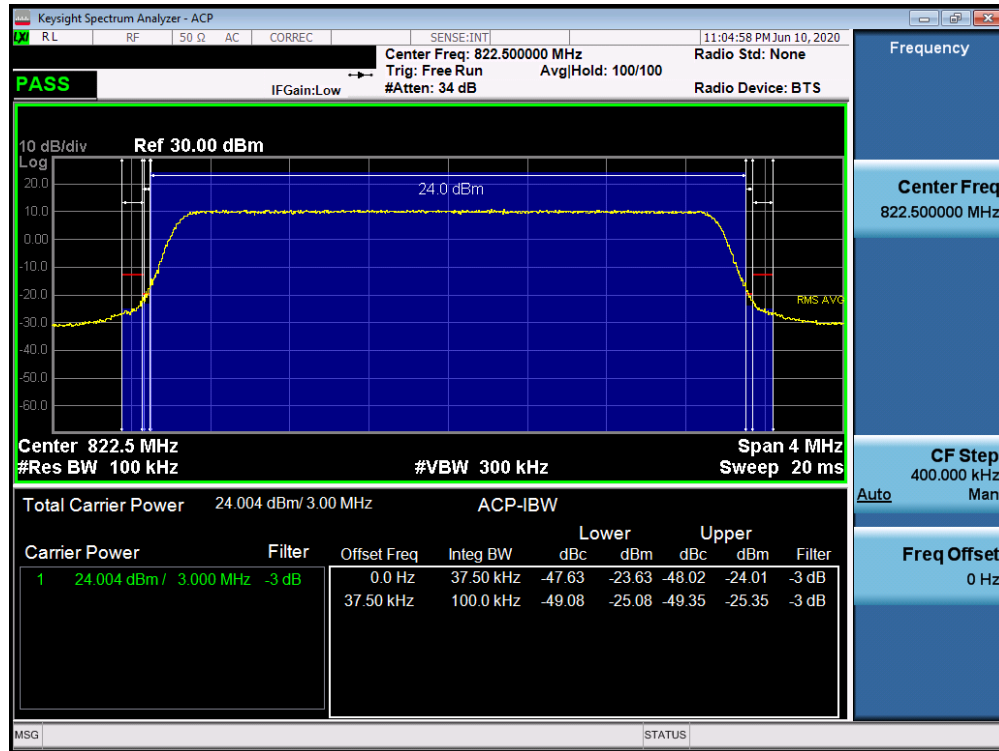 Keysight Spectrum Analyzer - ACP
LXI RL RF 50 Ω AC CORREC SENSE:INT 11:04:58 PM Jun 10, 2020
Center Freq: 822.500000 MHz Radio Std: None
Trig: Free Run Avg|Hold: 100/100
PASS IFGain:Low #Atten: 34 dB Radio Device: BTS
10 dB/div Ref 30.00 dBm
Log
20.0
24.0 dBm
10.0
0.00
-10.0
-20.0
RMS AVG
-30.0
-40.0
-50.0
-60.0
Center 822.5 MHz Span 4 MHz
#Res BW 100 kHz #VBW 300 kHz Sweep 20 ms
Total Carrier Power 24.004 dBm/ 3.00 MHz ACP-IBW
Lower Upper
Carrier Power Filter Offset Freq Integ BW dBc dBm dBc dBm Filter
1 24.004 dBm / 3.000 MHz -3 dB 0.0 Hz 37.50 kHz -47.63 -23.63 -48.02 -24.01 -3 dB
37.50 kHz 100.0 kHz -49.08 -25.08 -49.35 -25.35 -3 dB
MSG STATUS
Frequency
Center Freq
822.500000 MHz
CF Step
400.000 kHz
Auto Man
Freq Offset
0 Hz